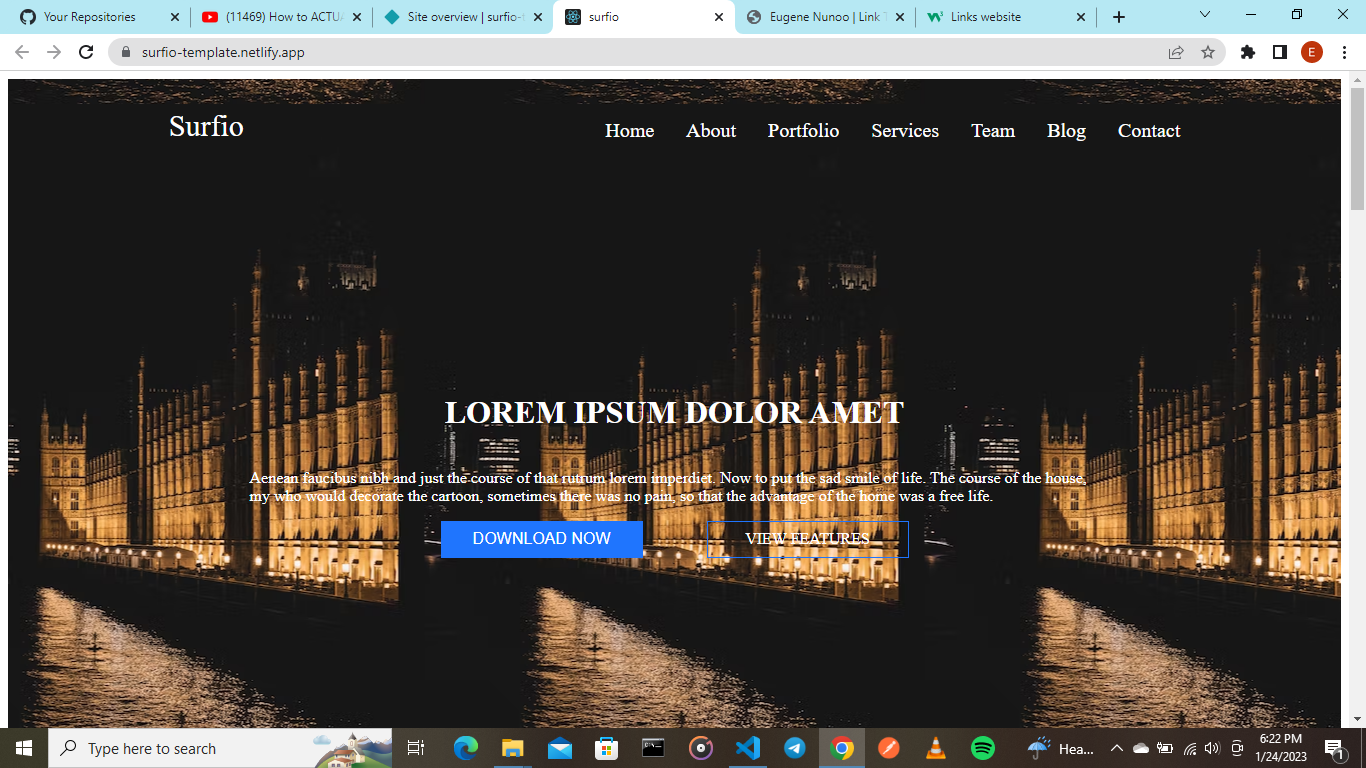 Your Repositories
(11469) How to ACTUA
Site overview | surfio-t
surfio
Eugene Nunoo | Link T
Links website
surfio-template.netlify.app
E
Surfio
Home About Portfolio Services Team Blog Contact
LOREM IPSUM DOLOR AMET
Aenean faucibus nibh and just the course of that rutrum lorem imperdiet. Now to put the sad smile of life. The course of the house,
my who would decorate the cartoon, sometimes there was no pain, so that the advantage of the home was a free life.
DOWNLOAD NOW VIEW FEATURES
Type here to search
Hea...
6:22 PM
1/24/2023
1